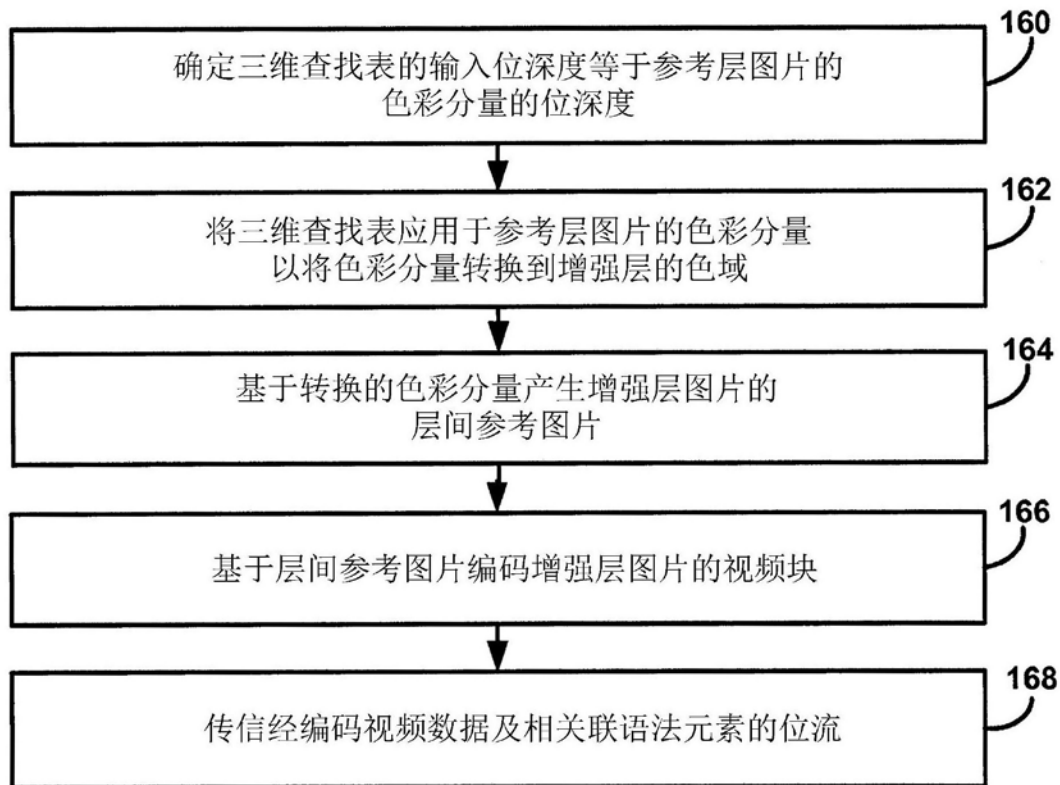 160
确定三维查找表的输入位深度等于参考层图片的
色彩分量的位深度
162
将三维查找表应用于参考层图片的色彩分量
以将色彩分量转换到增强层的色域
164
基于转换的色彩分量产生增强层图片的
层间参考图片
166
基于层间参考图片编码增强层图片的视频块
168
传信经编码视频数据及相关联语法元素的位流